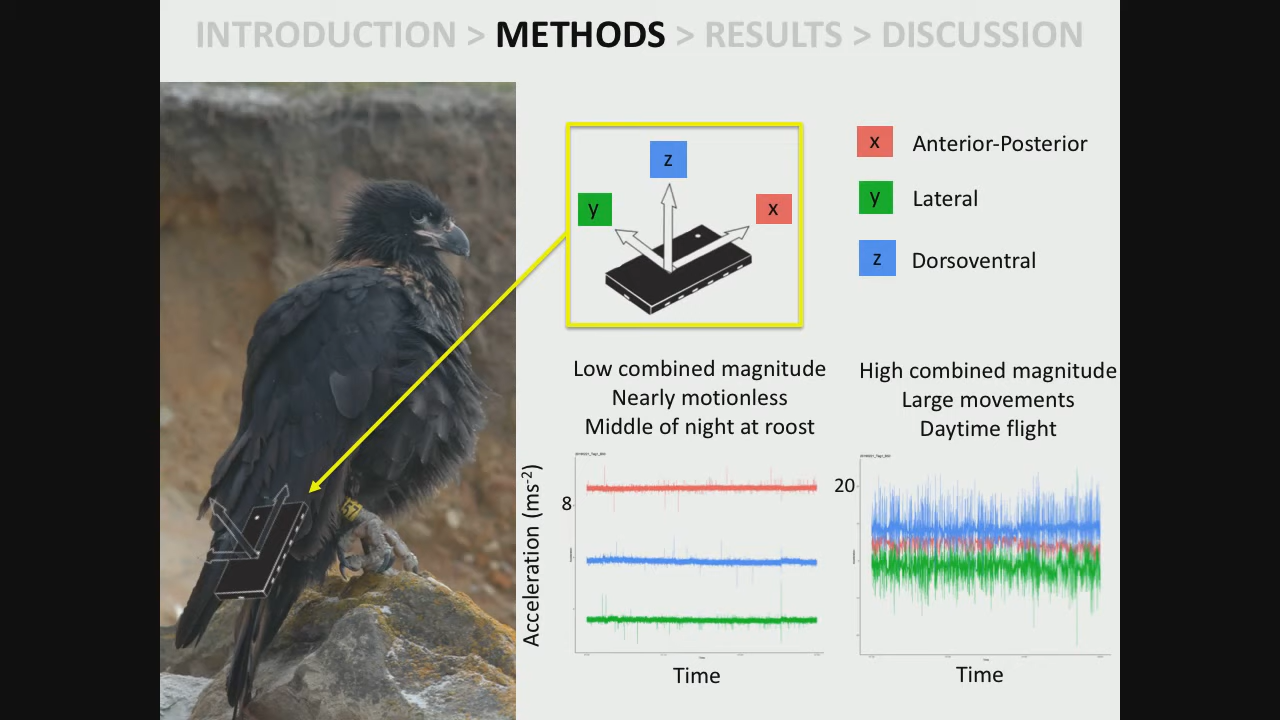 INTRODUCTION > METHODS > RESULTS > DISCUSSION
z
y
x
x Anterior-Posterior
y Lateral
z Dorsoventral
Low combined magnitude
Nearly motionless
Middle of night at roost
High combined magnitude
Large movements
Daytime flight
Acceleration (ms-2)
8
Time
20
Time